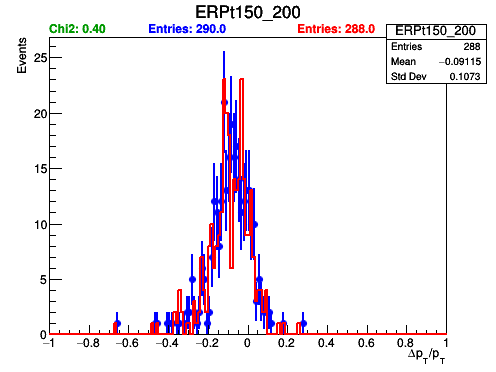 ERPt150_200
Chi2: 0.40 Entries: 290.0 Entries: 288.0
ERPt150_200
Entries 288
Mean −0.09115
Std Dev 0.1073
Events
25
20
15
10
5
0
−1 −0.8 −0.6 −0.4 −0.2 0 0.2 0.4 0.6 0.8 1
Δp_T/p_T